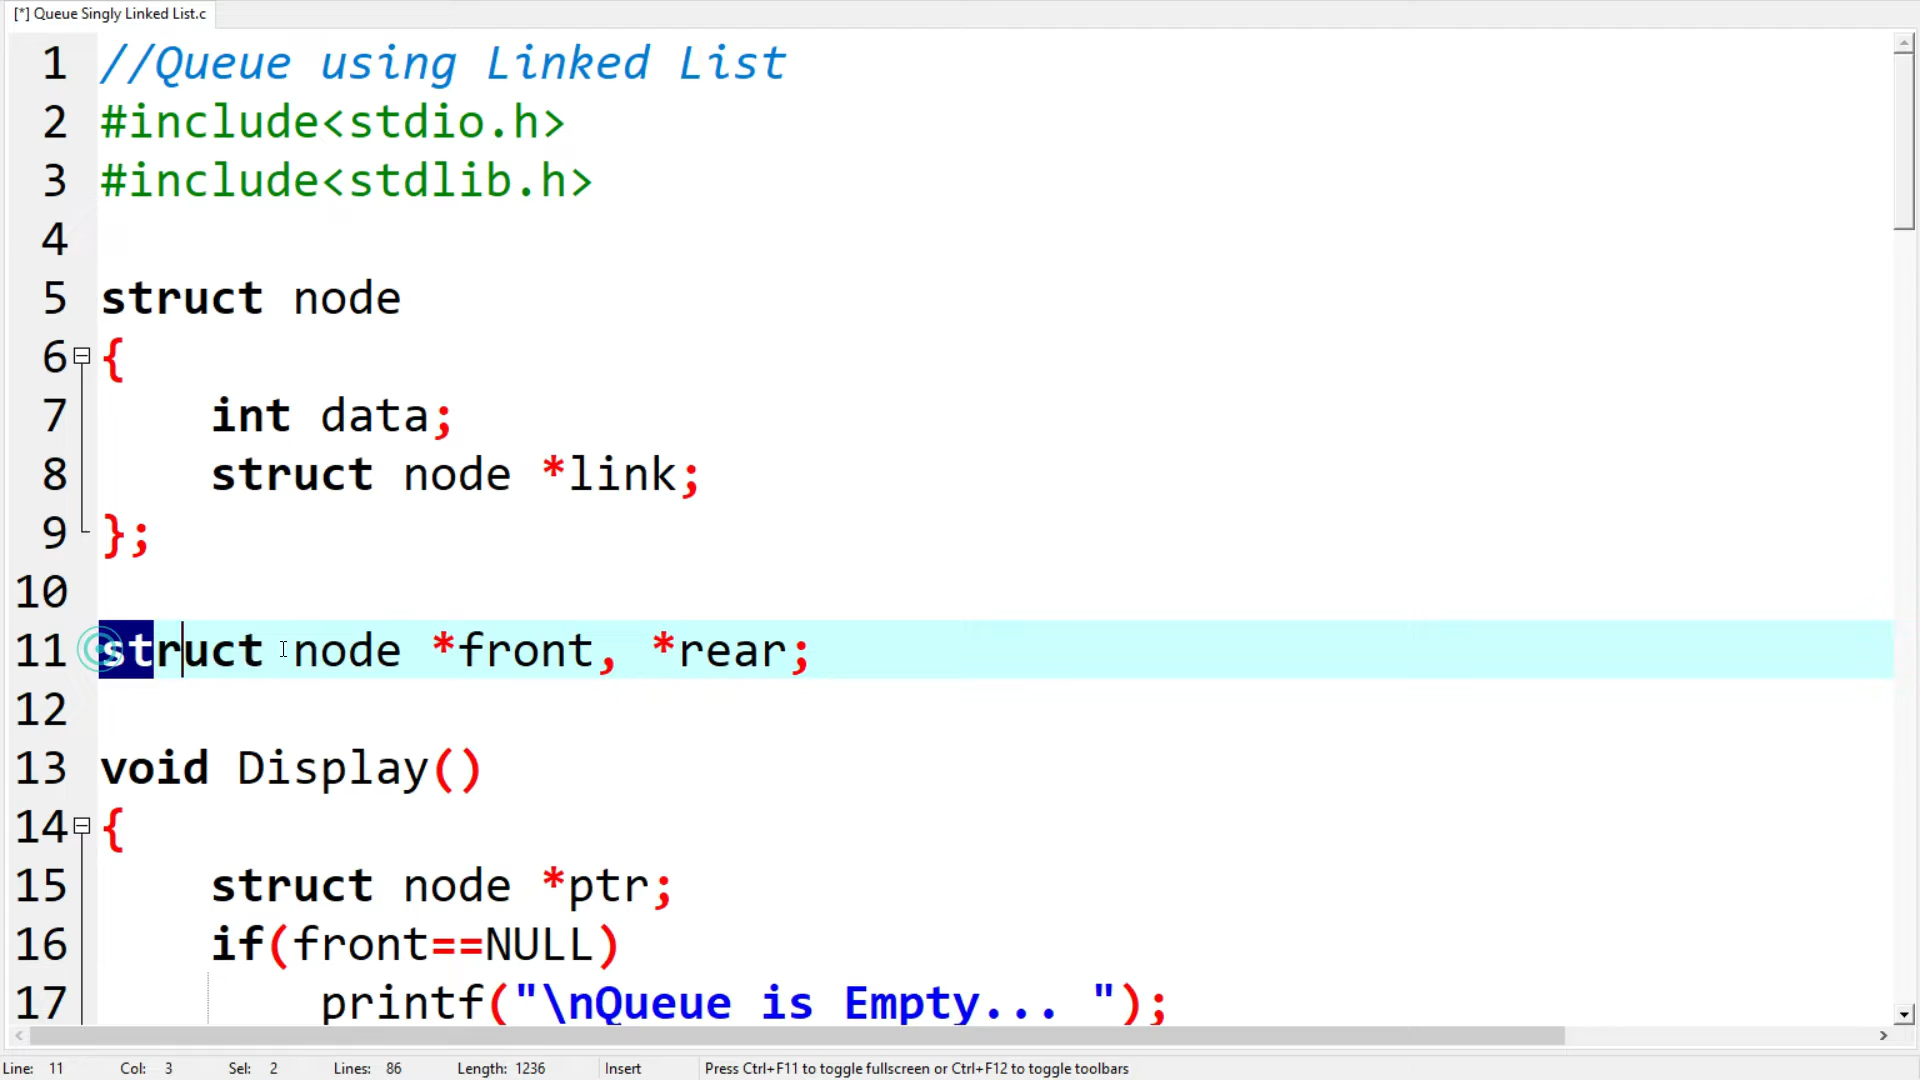 [*] Queue Singly Linked List.c
1 //Queue using Linked List
2 #include<stdio.h>
3 #include<stdlib.h>
4
5 struct node
6 {
7 int data;
8 struct node *link;
9 };
10
11 struct node *front, *rear;
12
13 void Display()
14 {
15 struct node *ptr;
16 if(front==NULL)
17 printf("\nQueue is Empty... ");
Line: 11 Col: 3 Sel: 2 Lines: 86 Length: 1236 Insert Press Ctrl+F11 to toggle fullscreen or Ctrl+F12 to toggle toolbars